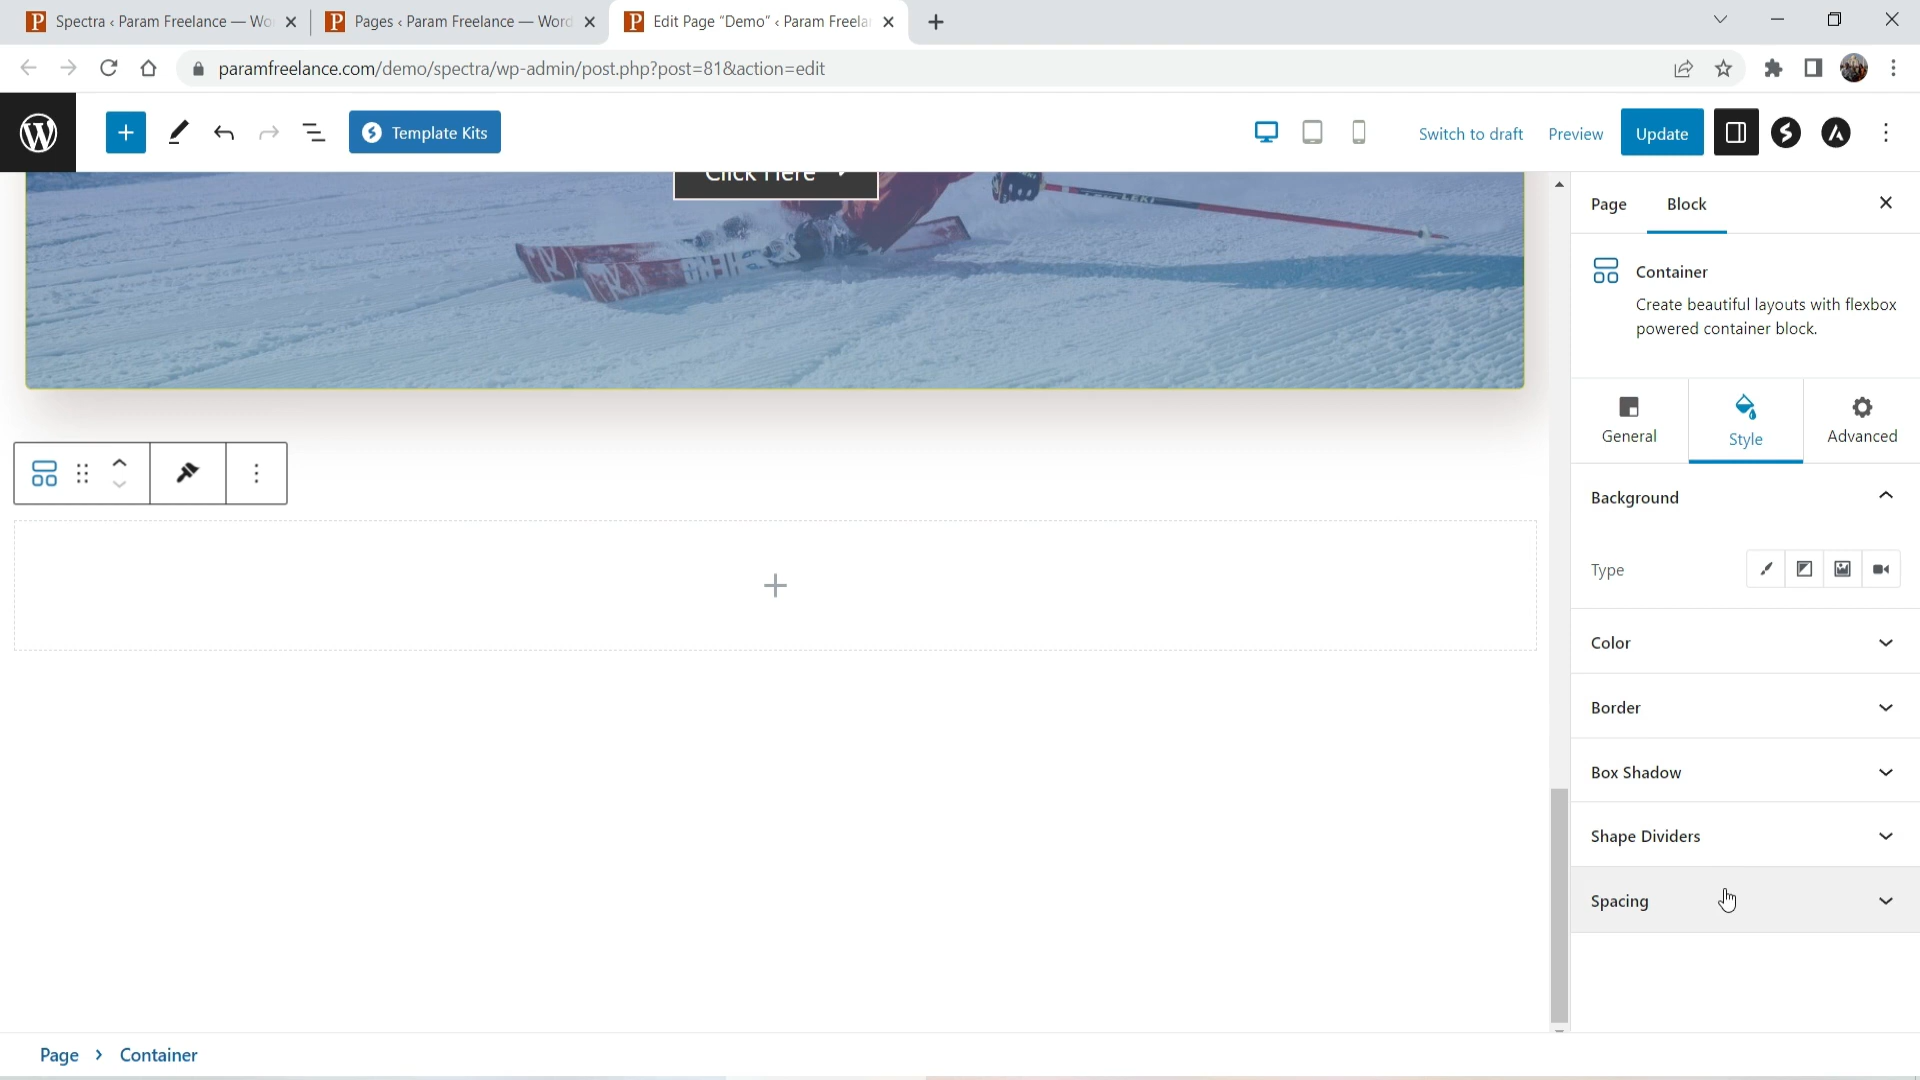 Spectra ‹ Param Freelance — Wo
Pages ‹ Param Freelance — Word
Edit Page "Demo" ‹ Param Freela
paramfreelance.com/demo/spectra/wp-admin/post.php?post=81&action=edit
Template Kits
Switch to draft
Preview
Update
Click Here
Page
Block
Container
Create beautiful layouts with flexbox
powered container block.
General
Style
Advanced
Background
Type
Color
Border
Box Shadow
Shape Dividers
Spacing
Page › Container